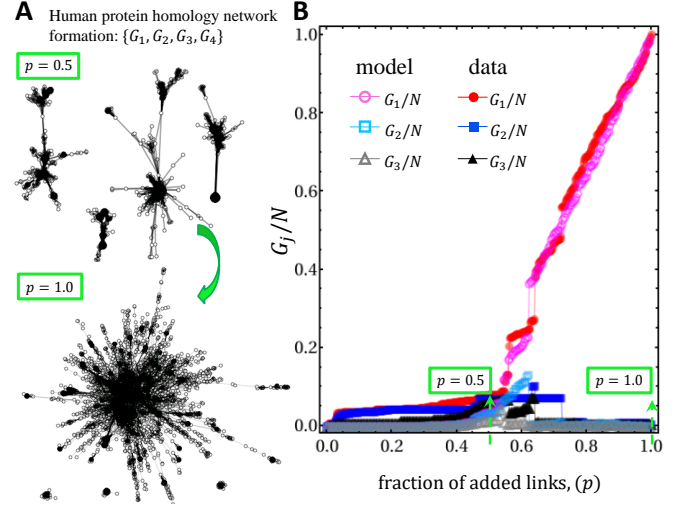 A
Human protein homology network
formation: {G₁, G₂, G₃, G₄}
p = 0.5
p = 1.0
B
model data
G₁/N G₁/N
G₂/N G₂/N
G₃/N G₃/N
Gⱼ/N
1.0
0.8
0.6
0.4
0.2
0.0
p = 0.5
p = 1.0
0.0 0.2 0.4 0.6 0.8 1.0
fraction of added links, (p)